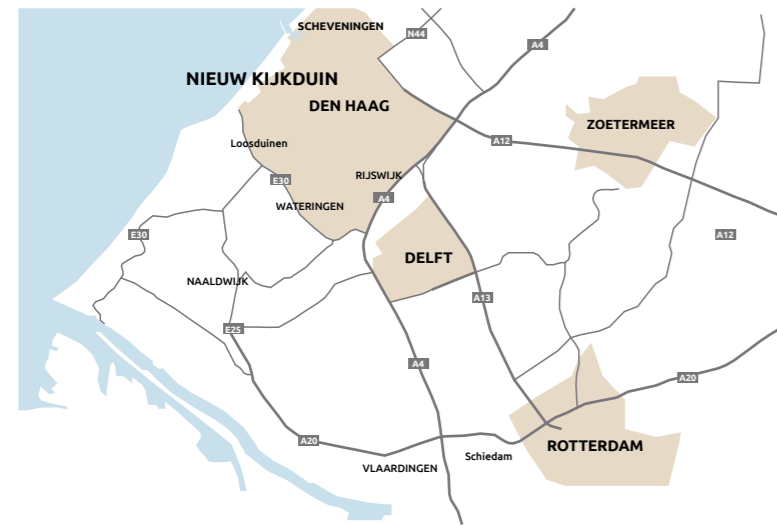 SCHEVENINGEN
N44
A4
NIEUW KIJKDUIN
DEN HAAG
ZOETERMEER
Loosduinen
A12
RIJSWIJK
E30
A4
WATERINGEN
E30
A12
DELFT
NAALDWIJK
A13
E25
A4
A20
A20
ROTTERDAM
Schiedam
VLAARDINGEN